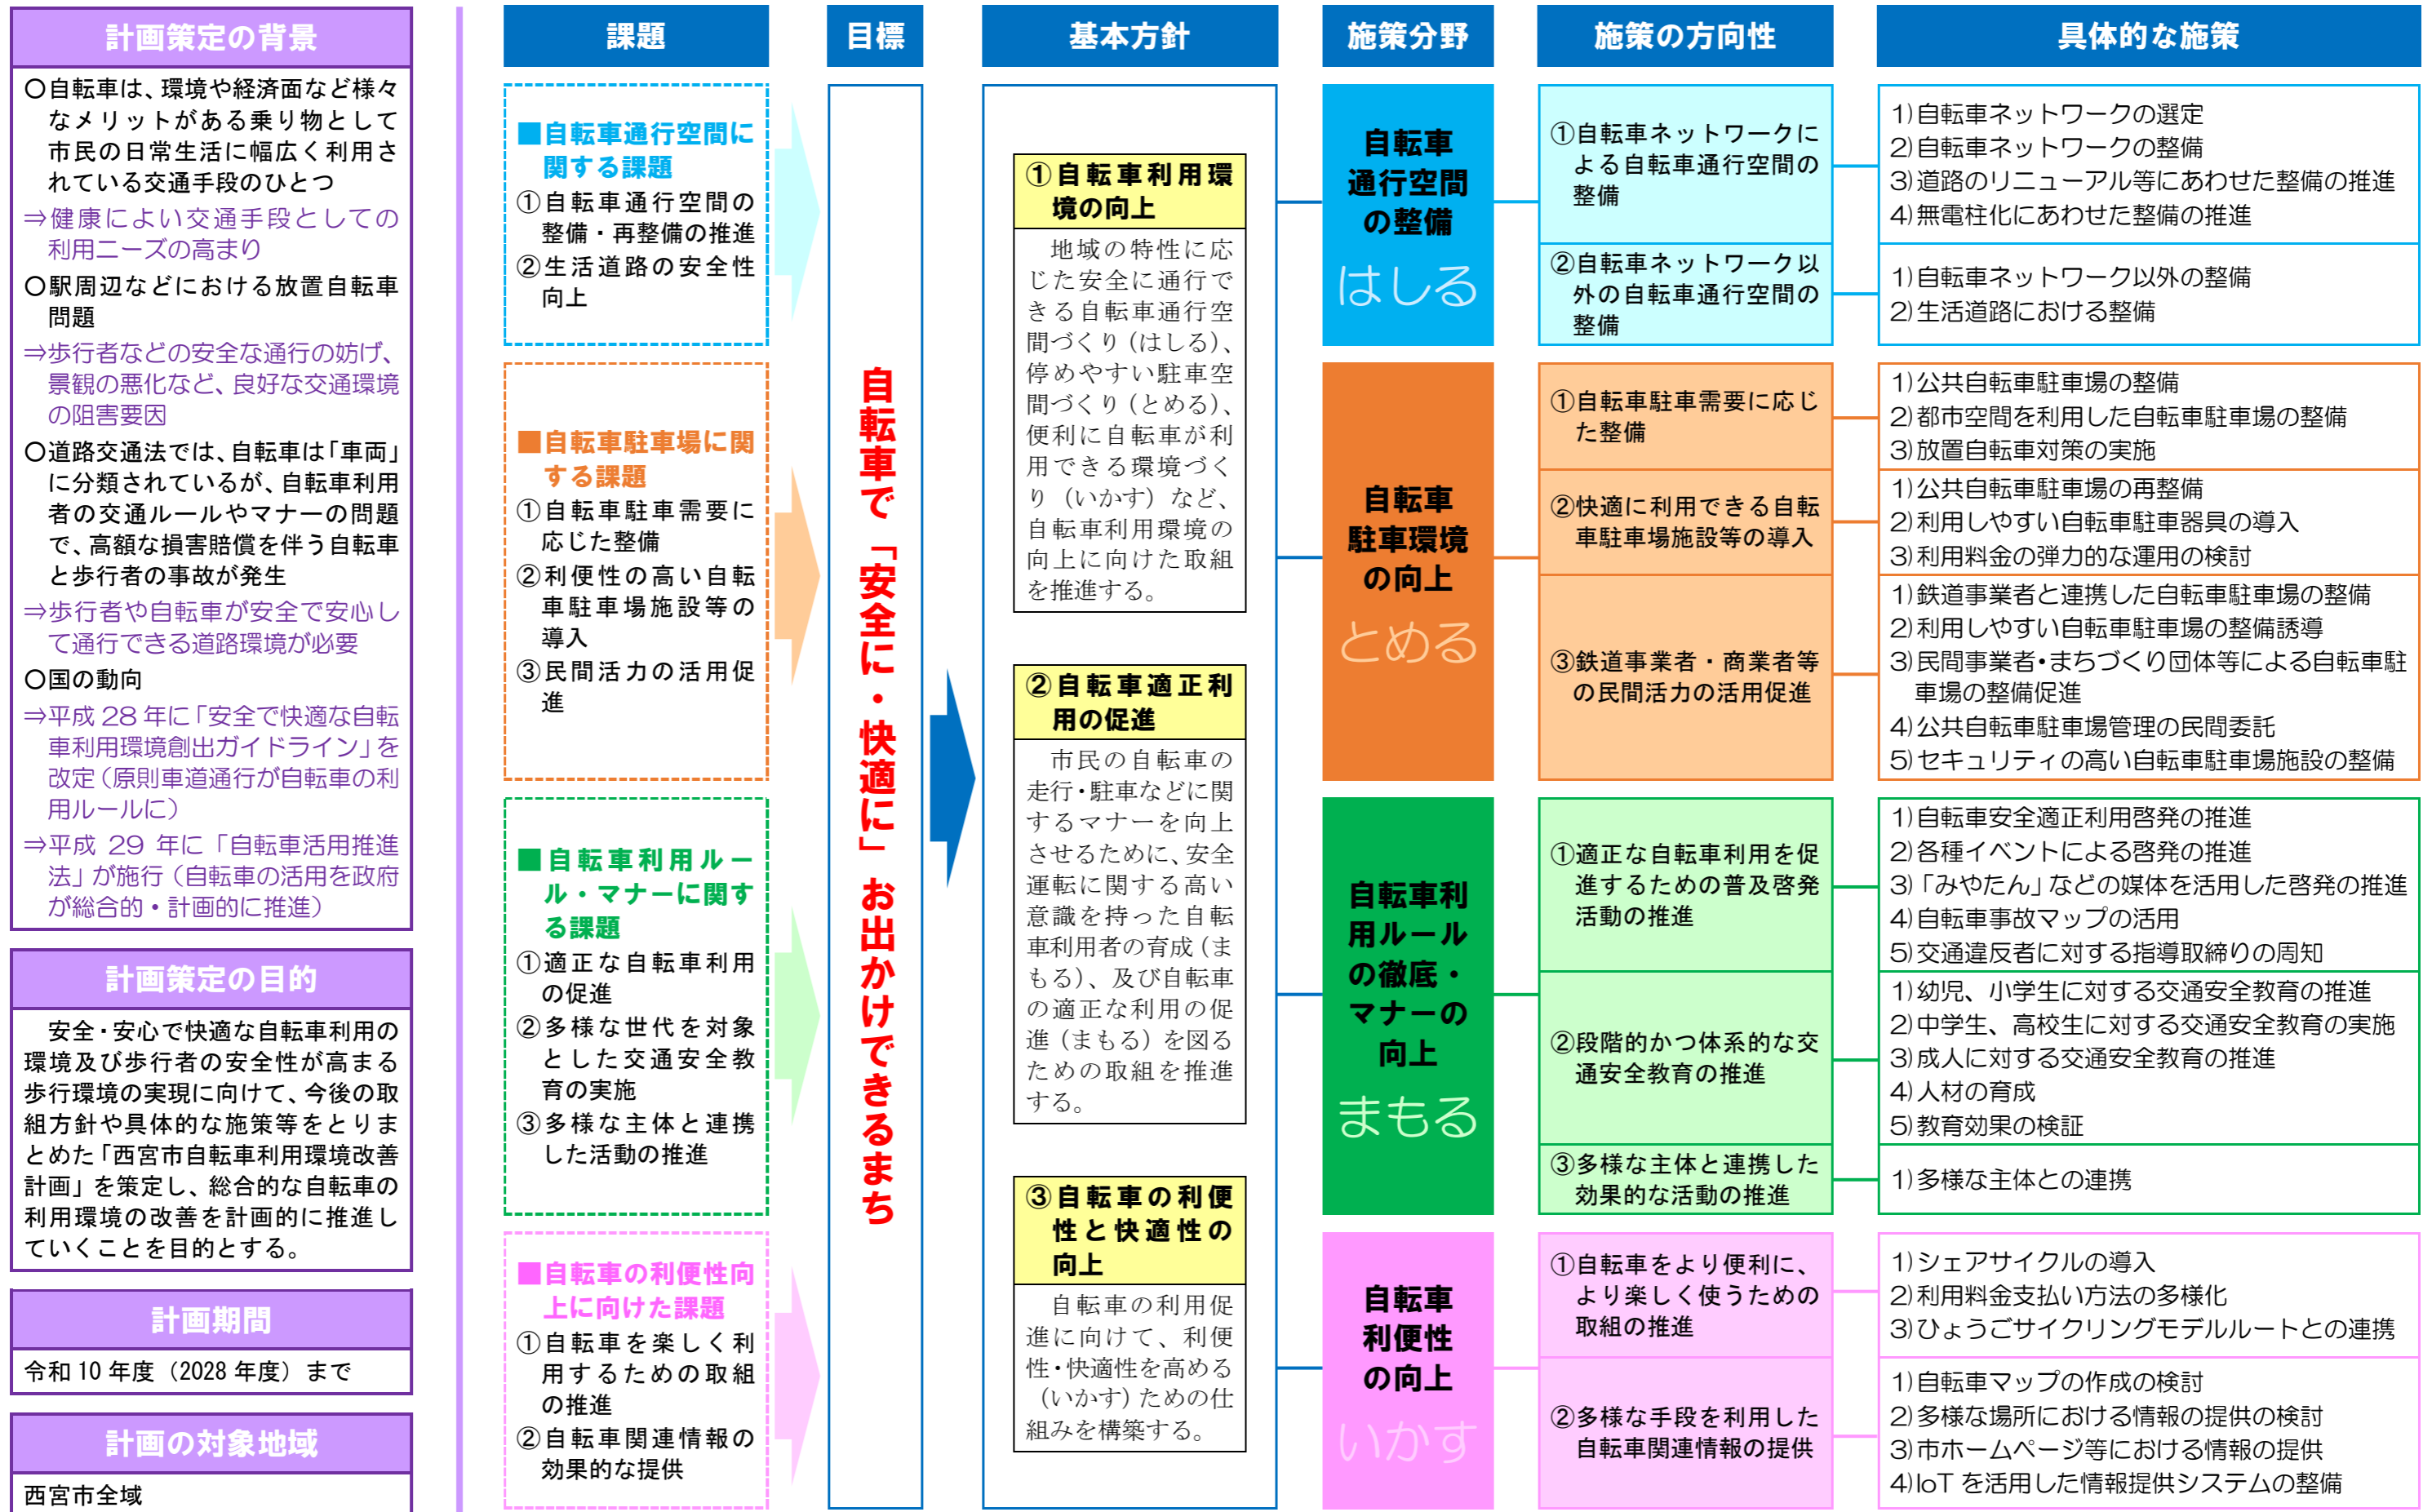 計画策定の背景
〇自転車は、環境や経済面など様々
なメリットがある乗り物として
市民の日常生活に幅広く利用さ
れている交通手段のひとつ
⇒健康によい交通手段としての
利用ニーズの高まり
〇駅周辺などにおける放置自転車
問題
⇒歩行者などの安全な通行の妨げ、
景観の悪化など、良好な交通環境
の阻害要因
〇道路交通法では、自転車は「車両」
に分類されているが、自転車利用
者の交通ルールやマナーの問題
で、高額な損害賠償を伴う自転車
と歩行者の事故が発生
⇒歩行者や自転車が安全で安心し
て通行できる道路環境が必要
〇国の動向
⇒平成 28 年に「安全で快適な自転
車利用環境創出ガイドライン」を
改定（原則車道通行が自転車の利
用ルールに）
⇒平成 29 年に「自転車活用推進
法」が施行（自転車の活用を政府
が総合的・計画的に推進）
計画策定の目的
安全・安心で快適な自転車利用の
環境及び歩行者の安全性が高まる
歩行環境の実現に向けて、今後の取
組方針や具体的な施策等をとりま
とめた「西宮市自転車利用環境改善
計画」を策定し、総合的な自転車の
利用環境の改善を計画的に推進し
ていくことを目的とする。
計画期間
令和 10 年度（2028 年度）まで
計画の対象地域
西宮市全域
課題
■自転車通行空間に
関する課題
①自転車通行空間の
整備・再整備の推進
②生活道路の安全性
向上
■自転車駐車場に関
する課題
①自転車駐車需要に
応じた整備
②利便性の高い自転
車駐車場施設等の
導入
③民間活力の活用促
進
■自転車利用ルー
ル・マナーに関す
る課題
①適正な自転車利用
の促進
②多様な世代を対象
とした交通安全教
育の実施
③多様な主体と連携
した活動の推進
■自転車の利便性向
上に向けた課題
①自転車を楽しく利
用するための取組
の推進
②自転車関連情報の
効果的な提供
目標
自転車で「安全に・快適に」お出かけできるまち
基本方針
①自転車利用環
境の向上
地域の特性に応
じた安全に通行で
きる自転車通行空
間づくり（はしる）、
停めやすい駐車空
間づくり（とめる）、
便利に自転車が利
用できる環境づく
り（いかす）など、
自転車利用環境の
向上に向けた取組
を推進する。
②自転車適正利
用の促進
市民の自転車の
走行・駐車などに関
するマナーを向上
させるために、安全
運転に関する高い
意識を持った自転
車利用者の育成（ま
もる）、及び自転車
の適正な利用の促
進（まもる）を図る
ための取組を推進
する。
③自転車の利便
性と快適性の
向上
自転車の利用促
進に向けて、利便
性・快適性を高める
（いかす）ための仕
組みを構築する。
施策分野
自転車
通行空間
の整備
はしる
自転車
駐車環境
の向上
とめる
自転車利
用ルール
の徹底・
マナーの
向上
まもる
自転車
利便性
の向上
いかす
施策の方向性
①自転車ネットワークに
よる自転車通行空間の
整備
②自転車ネットワーク以
外の自転車通行空間の
整備
①自転車駐車需要に応じ
た整備
②快適に利用できる自転
車駐車場施設等の導入
③鉄道事業者・商業者等
の民間活力の活用促進
①適正な自転車利用を促
進するための普及啓発
活動の推進
②段階的かつ体系的な交
通安全教育の推進
③多様な主体と連携した
効果的な活動の推進
①自転車をより便利に、
より楽しく使うための
取組の推進
②多様な手段を利用した
自転車関連情報の提供
具体的な施策
1)自転車ネットワークの選定
2)自転車ネットワークの整備
3)道路のリニューアル等にあわせた整備の推進
4)無電柱化にあわせた整備の推進
1)自転車ネットワーク以外の整備
2)生活道路における整備
1)公共自転車駐車場の整備
2)都市空間を利用した自転車駐車場の整備
3)放置自転車対策の実施
1)公共自転車駐車場の再整備
2)利用しやすい自転車駐車器具の導入
3)利用料金の弾力的な運用の検討
1)鉄道事業者と連携した自転車駐車場の整備
2)利用しやすい自転車駐車場の整備誘導
3)民間事業者・まちづくり団体等による自転車駐
車場の整備促進
4)公共自転車駐車場管理の民間委託
5)セキュリティの高い自転車駐車場施設の整備
1)自転車安全適正利用啓発の推進
2)各種イベントによる啓発の推進
3)「みやたん」などの媒体を活用した啓発の推進
4)自転車事故マップの活用
5)交通違反者に対する指導取締りの周知
1)幼児、小学生に対する交通安全教育の推進
2)中学生、高校生に対する交通安全教育の実施
3)成人に対する交通安全教育の推進
4)人材の育成
5)教育効果の検証
1)多様な主体との連携
1)シェアサイクルの導入
2)利用料金支払い方法の多様化
3)ひょうごサイクリングモデルルートとの連携
1)自転車マップの作成の検討
2)多様な場所における情報の提供の検討
3)市ホームページ等における情報の提供
4)IoT を活用した情報提供システムの整備